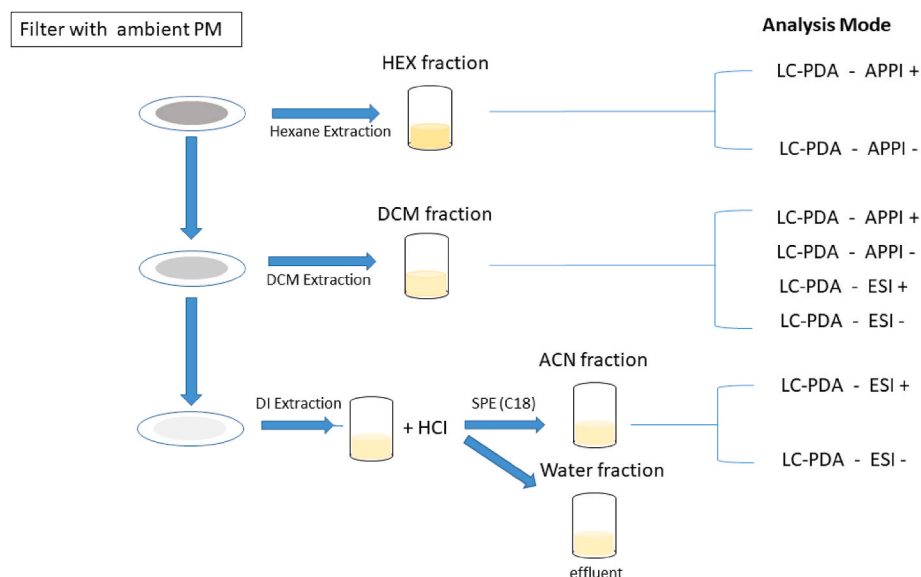 Filter with ambient PM
Analysis Mode
HEX fraction
Hexane Extraction
LC-PDA - APPI +
LC-PDA - APPI -
DCM fraction
DCM Extraction
LC-PDA - APPI +
LC-PDA - APPI -
LC-PDA - ESI +
LC-PDA - ESI -
ACN fraction
DI Extraction
+ HCl
SPE (C18)
LC-PDA - ESI +
LC-PDA - ESI -
Water fraction
effluent